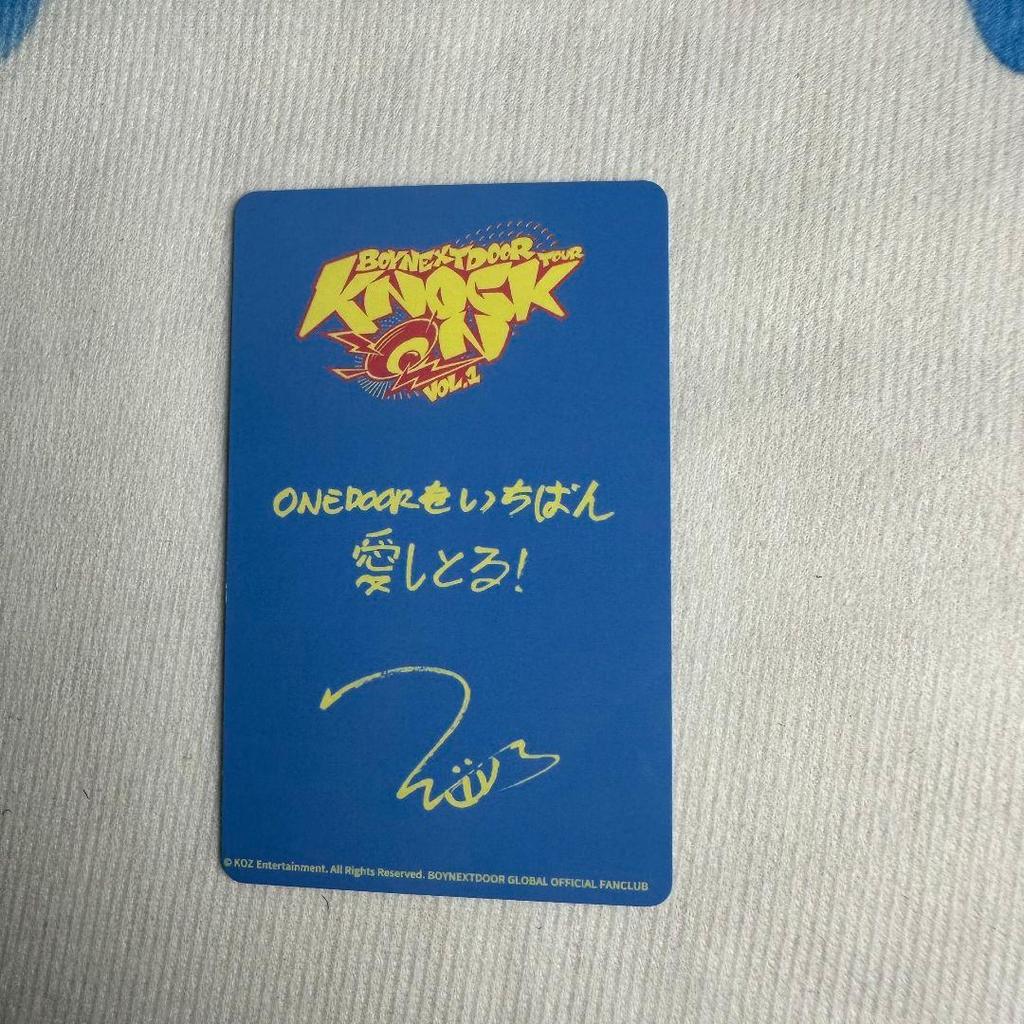 BOYNEXTDOOR TOUR
KNOCK
ON
VOL.1
ONEDOORをいちばん
愛しとる!
© KOZ Entertainment. All Rights Reserved. BOYNEXTDOOR GLOBAL OFFICIAL FANCLUB